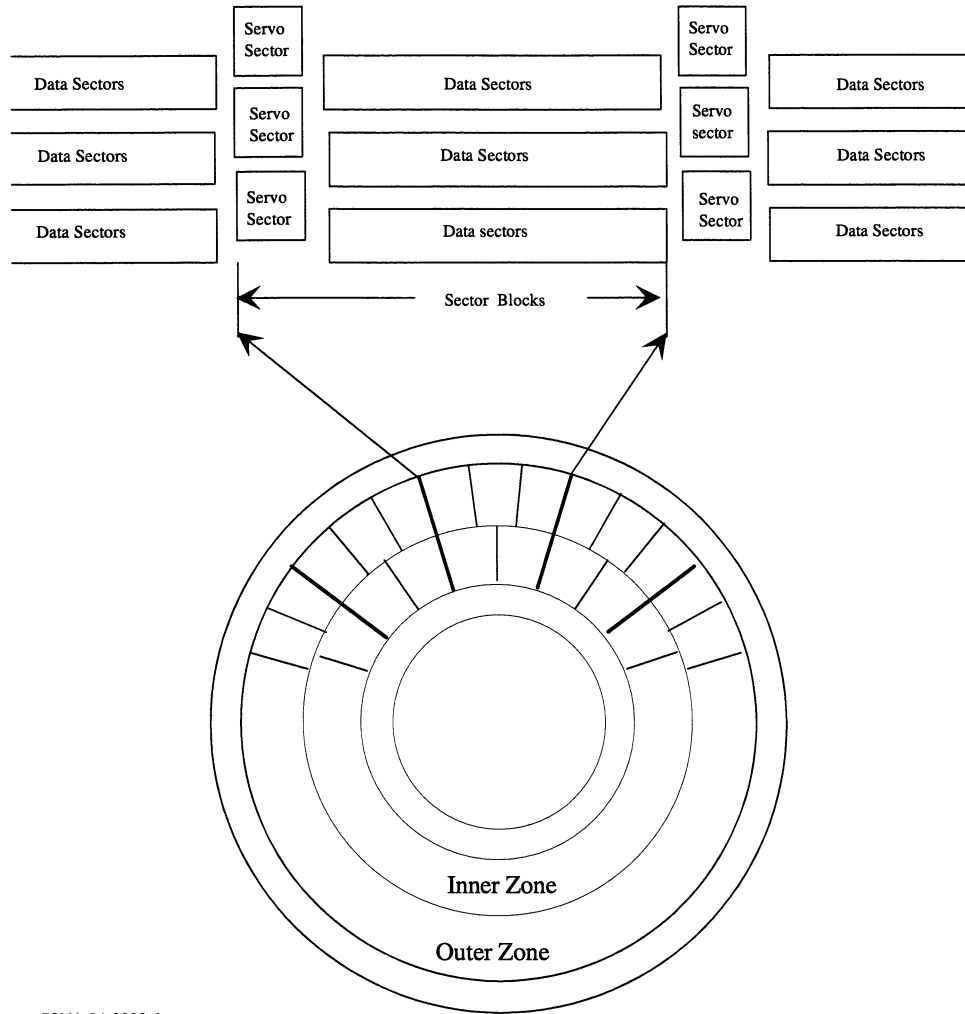 Servo
Sector
Servo
Sector
Data Sectors
Data Sectors
Data Sectors
Servo
Sector
Servo
sector
Data Sectors
Data Sectors
Data Sectors
Servo
Sector
Servo
Sector
Data Sectors
Data sectors
Data Sectors
Sector Blocks
Inner Zone
Outer Zone